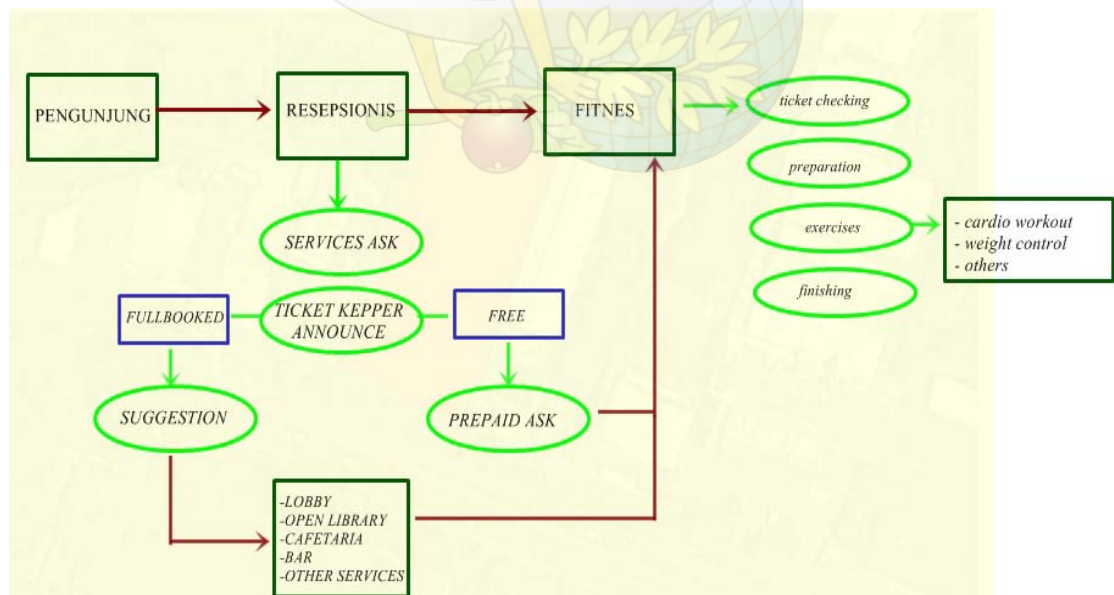 PENGUNJUNG
RESEPSIONIS
FITNES
ticket checking
preparation
exercises
finishing
- cardio workout
- weight control
- others
SERVICES ASK
FULLBOOKED
TICKET KEPPER
ANNOUNCE
FREE
SUGGESTION
PREPAID ASK
-LOBBY
-OPEN LIBRARY
-CAFETARIA
-BAR
-OTHER SERVICES